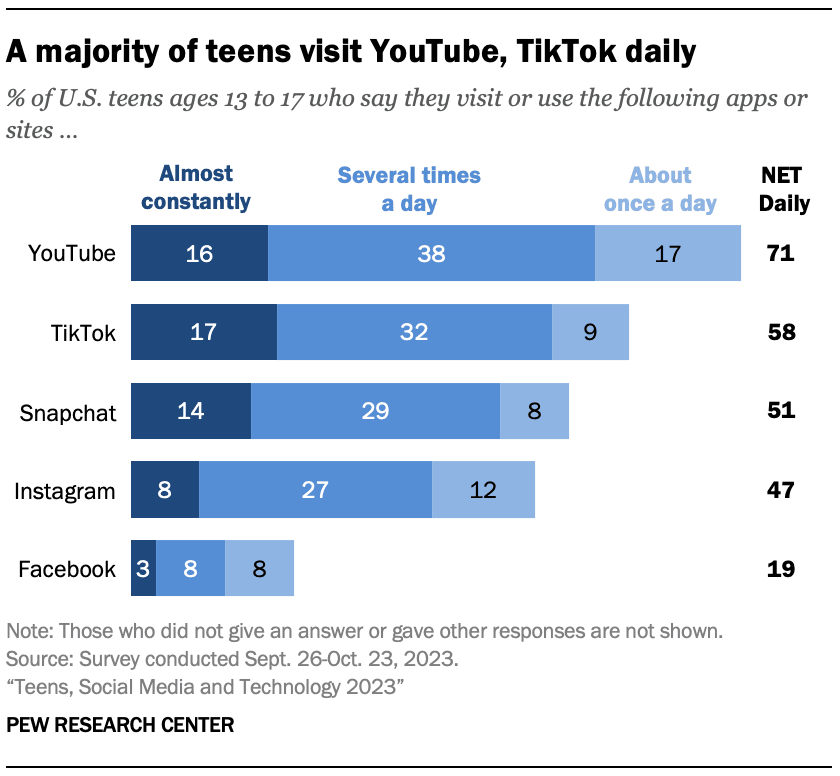 A majority of teens visit YouTube, TikTok daily
% of U.S. teens ages 13 to 17 who say they visit or use the following apps or
sites ...
Almost constantly
Several times a day
About once a day
NET Daily
YouTube 16 38 17 71
TikTok 17 32 9 58
Snapchat 14 29 8 51
Instagram 8 27 12 47
Facebook 3 8 8 19
Note: Those who did not give an answer or gave other responses are not shown.
Source: Survey conducted Sept. 26-Oct. 23, 2023.
“Teens, Social Media and Technology 2023”
PEW RESEARCH CENTER